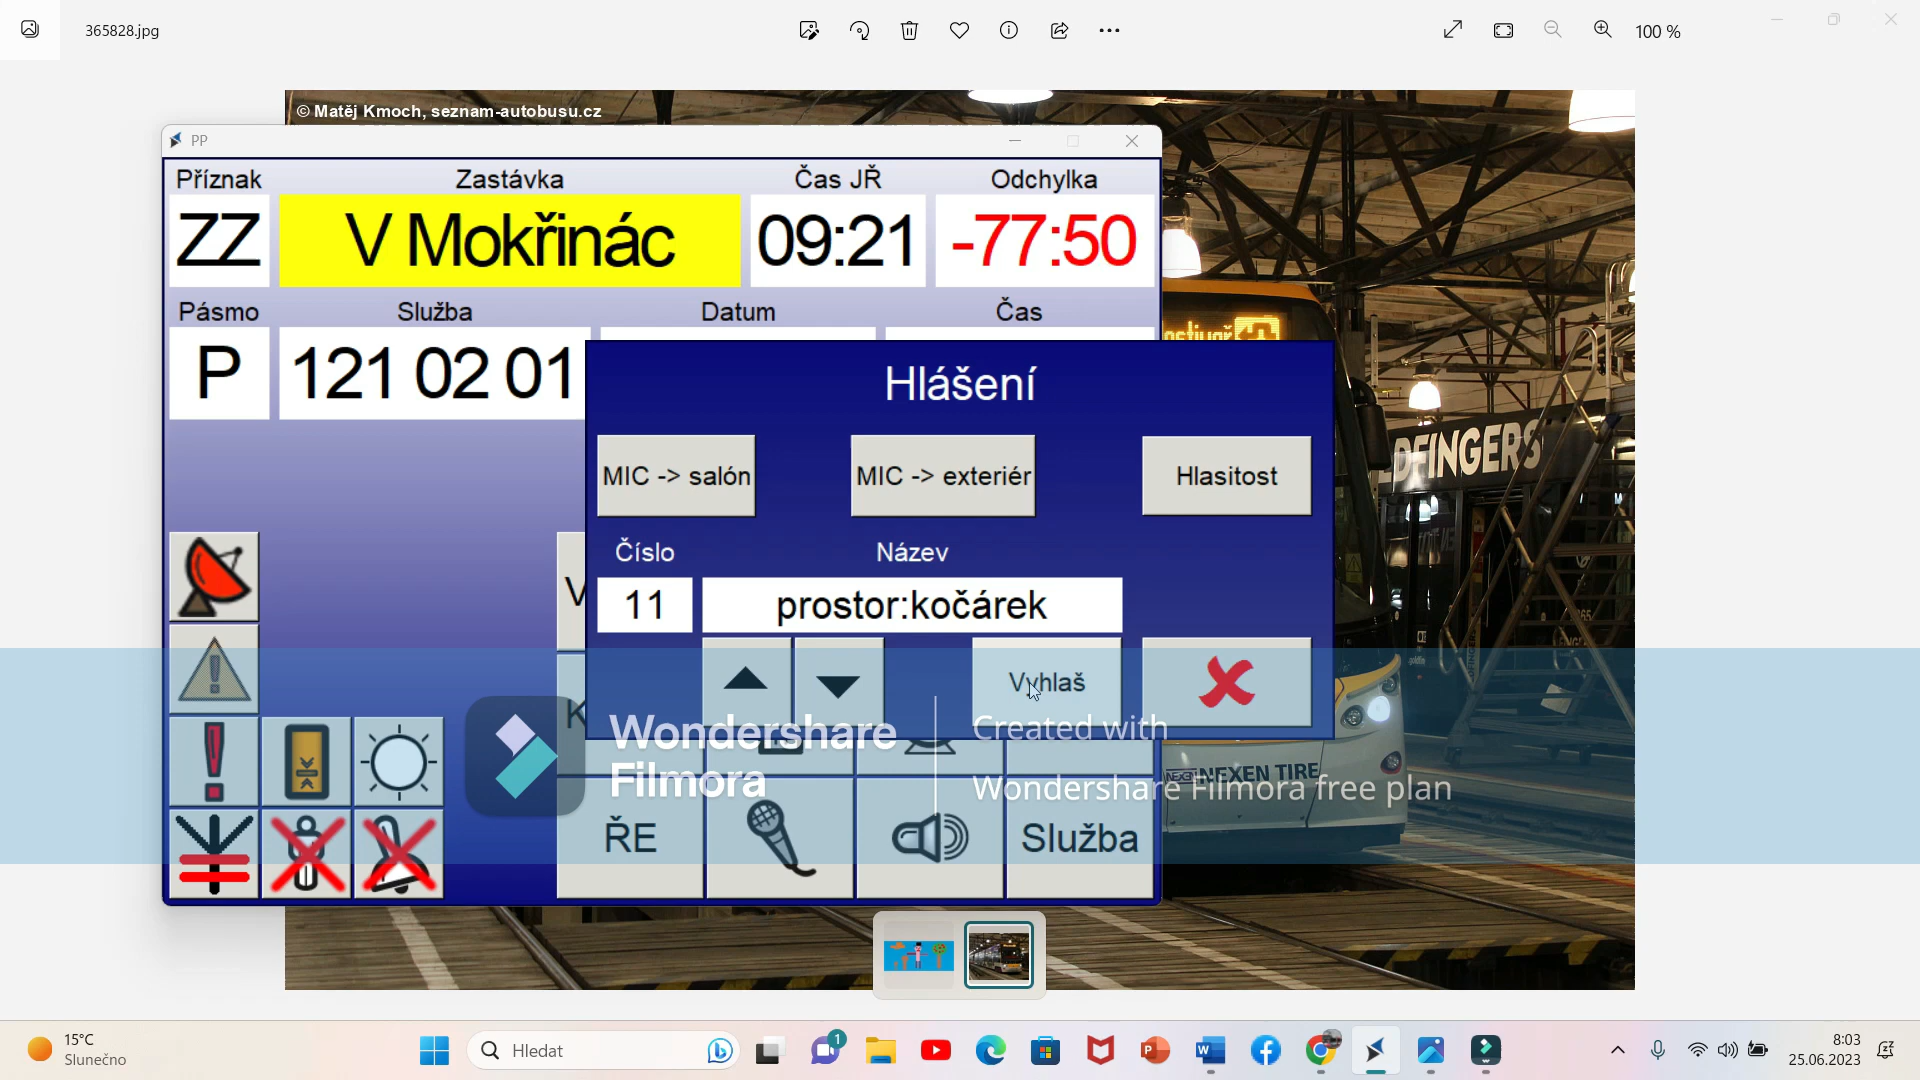 365828.jpg
100 %
© Matěj Kmoch, seznam-autobusu.cz
PP
Příznak Zastávka Čas JŘ Odchylka
ZZ V Mokřinác 09:21 -77:50
Pásmo Služba Datum Čas
P 121 02 01
Hlášení
MIC -> salón MIC -> exteriér Hlasitost
Číslo Název
11 prostor:kočárek
Vyhlaš
V
K
ŘE Služba
DFINGERS
NEXEN NEXEN TIRE
Wondershare
Filmora
Created with
Wondershare Filmora free plan
15°C
Slunečno
Hledat
1
8:03
25.06.2023